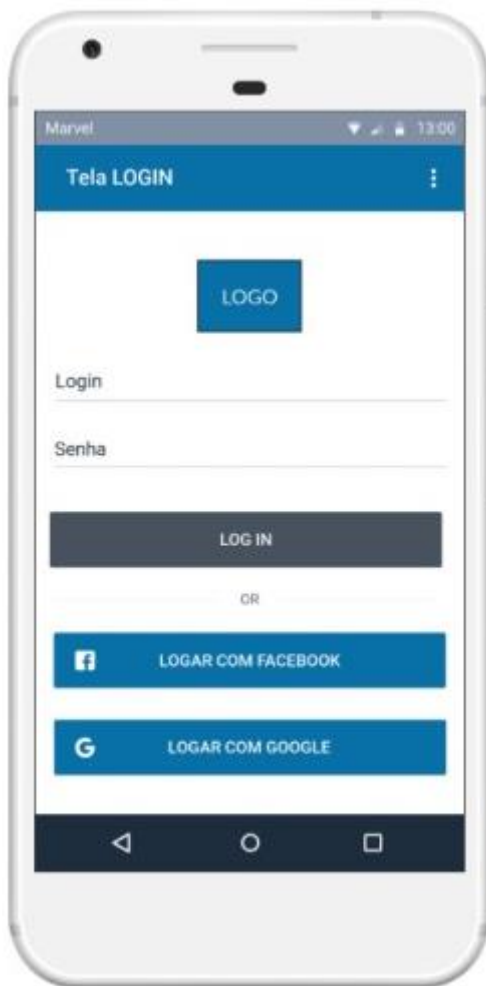 Marvel 13:00
Tela LOGIN
LOGO
Login
Senha
LOG IN
OR
LOGAR COM FACEBOOK
LOGAR COM GOOGLE